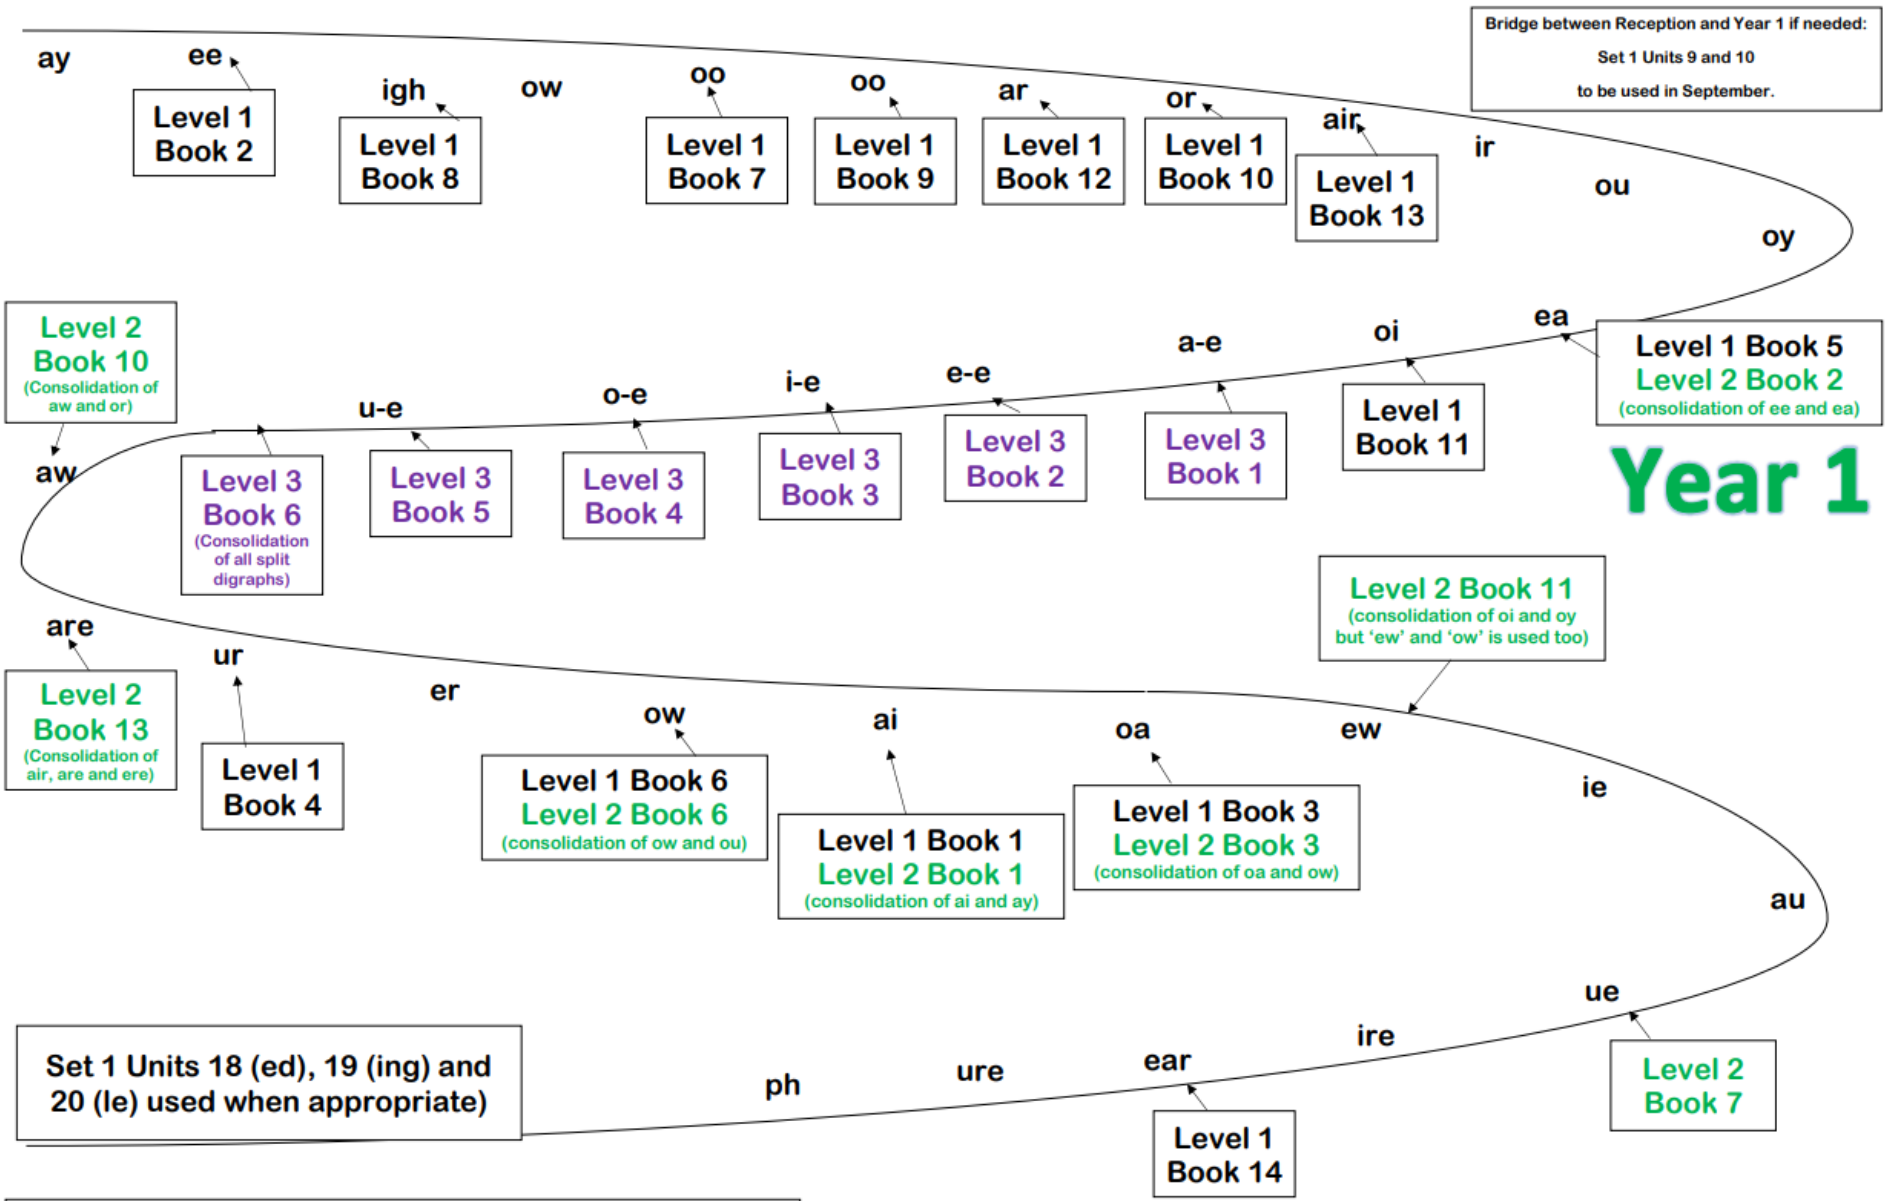 Bridge between Reception and Year 1 if needed:
Set 1 Units 9 and 10
to be used in September.
ay
ee
Level 1
Book 2
igh
Level 1
Book 8
ow
oo
Level 1
Book 7
oo
Level 1
Book 9
ar
Level 1
Book 12
or
Level 1
Book 10
air
Level 1
Book 13
ir
ou
oy
ea
Level 1 Book 5
Level 2 Book 2
(consolidation of ee and ea)
Year 1
oi
Level 1
Book 11
a-e
Level 3
Book 1
e-e
Level 3
Book 2
i-e
Level 3
Book 3
o-e
Level 3
Book 4
u-e
Level 3
Book 5
Level 3
Book 6
(Consolidation
of all split
digraphs)
Level 2
Book 10
(Consolidation of
aw and or)
aw
are
Level 2
Book 13
(Consolidation of
air, are and ere)
ur
Level 1
Book 4
er
ow
Level 1 Book 6
Level 2 Book 6
(consolidation of ow and ou)
ai
Level 1 Book 1
Level 2 Book 1
(consolidation of ai and ay)
oa
Level 1 Book 3
Level 2 Book 3
(consolidation of oa and ow)
Level 2 Book 11
(consolidation of oi and oy
but ‘ew’ and ‘ow’ is used too)
ew
ie
au
ue
Level 2
Book 7
ire
ear
Level 1
Book 14
ure
ph
Set 1 Units 18 (ed), 19 (ing) and
20 (le) used when appropriate)